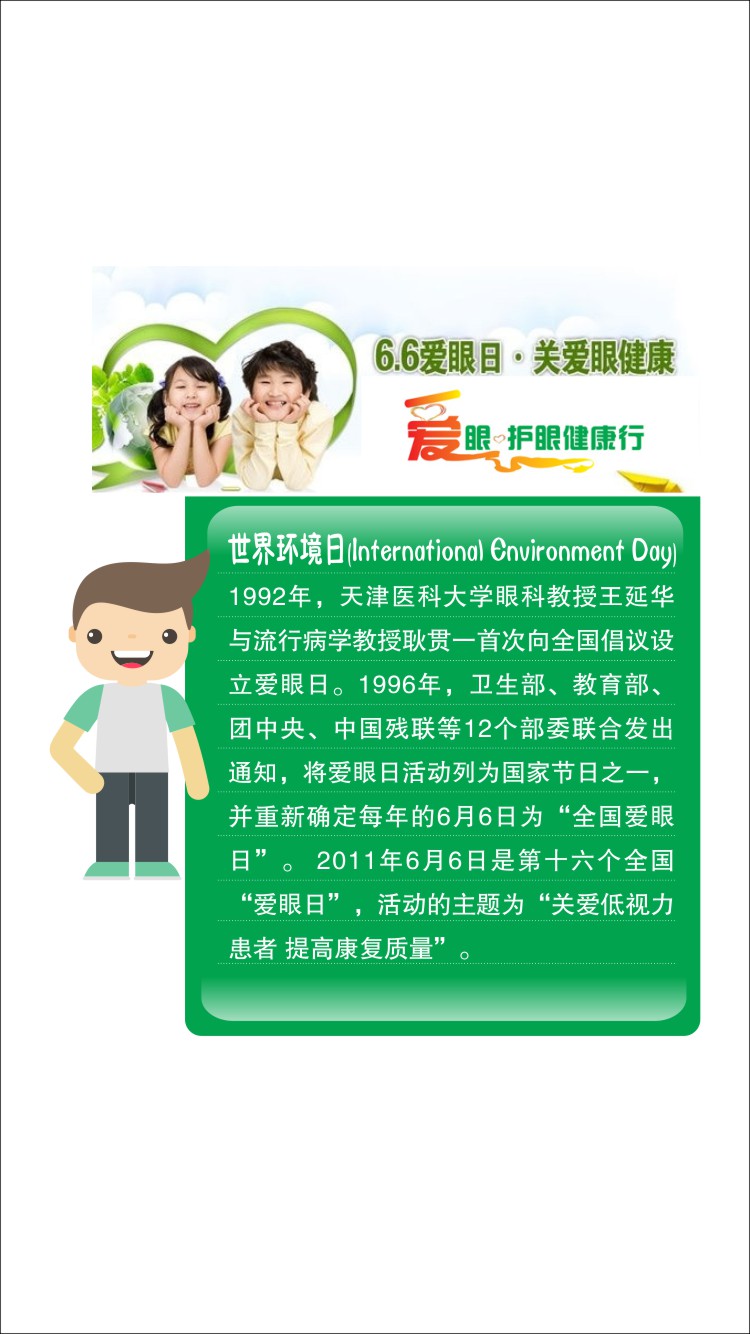 6.6爱眼日·关爱眼健康
爱眼·护眼健康行
世界环境日(International Environment Day)
1992年，天津医科大学眼科教授王延华
与流行病学教授耿贯一首次向全国倡议设
立爱眼日。1996年，卫生部、教育部、
团中央、中国残联等12个部委联合发出
通知，将爱眼日活动列为国家节日之一，
并重新确定每年的6月6日为“全国爱眼
日”。 2011年6月6日是第十六个全国
“爱眼日”，活动的主题为“关爱低视力
患者 提高康复质量”。